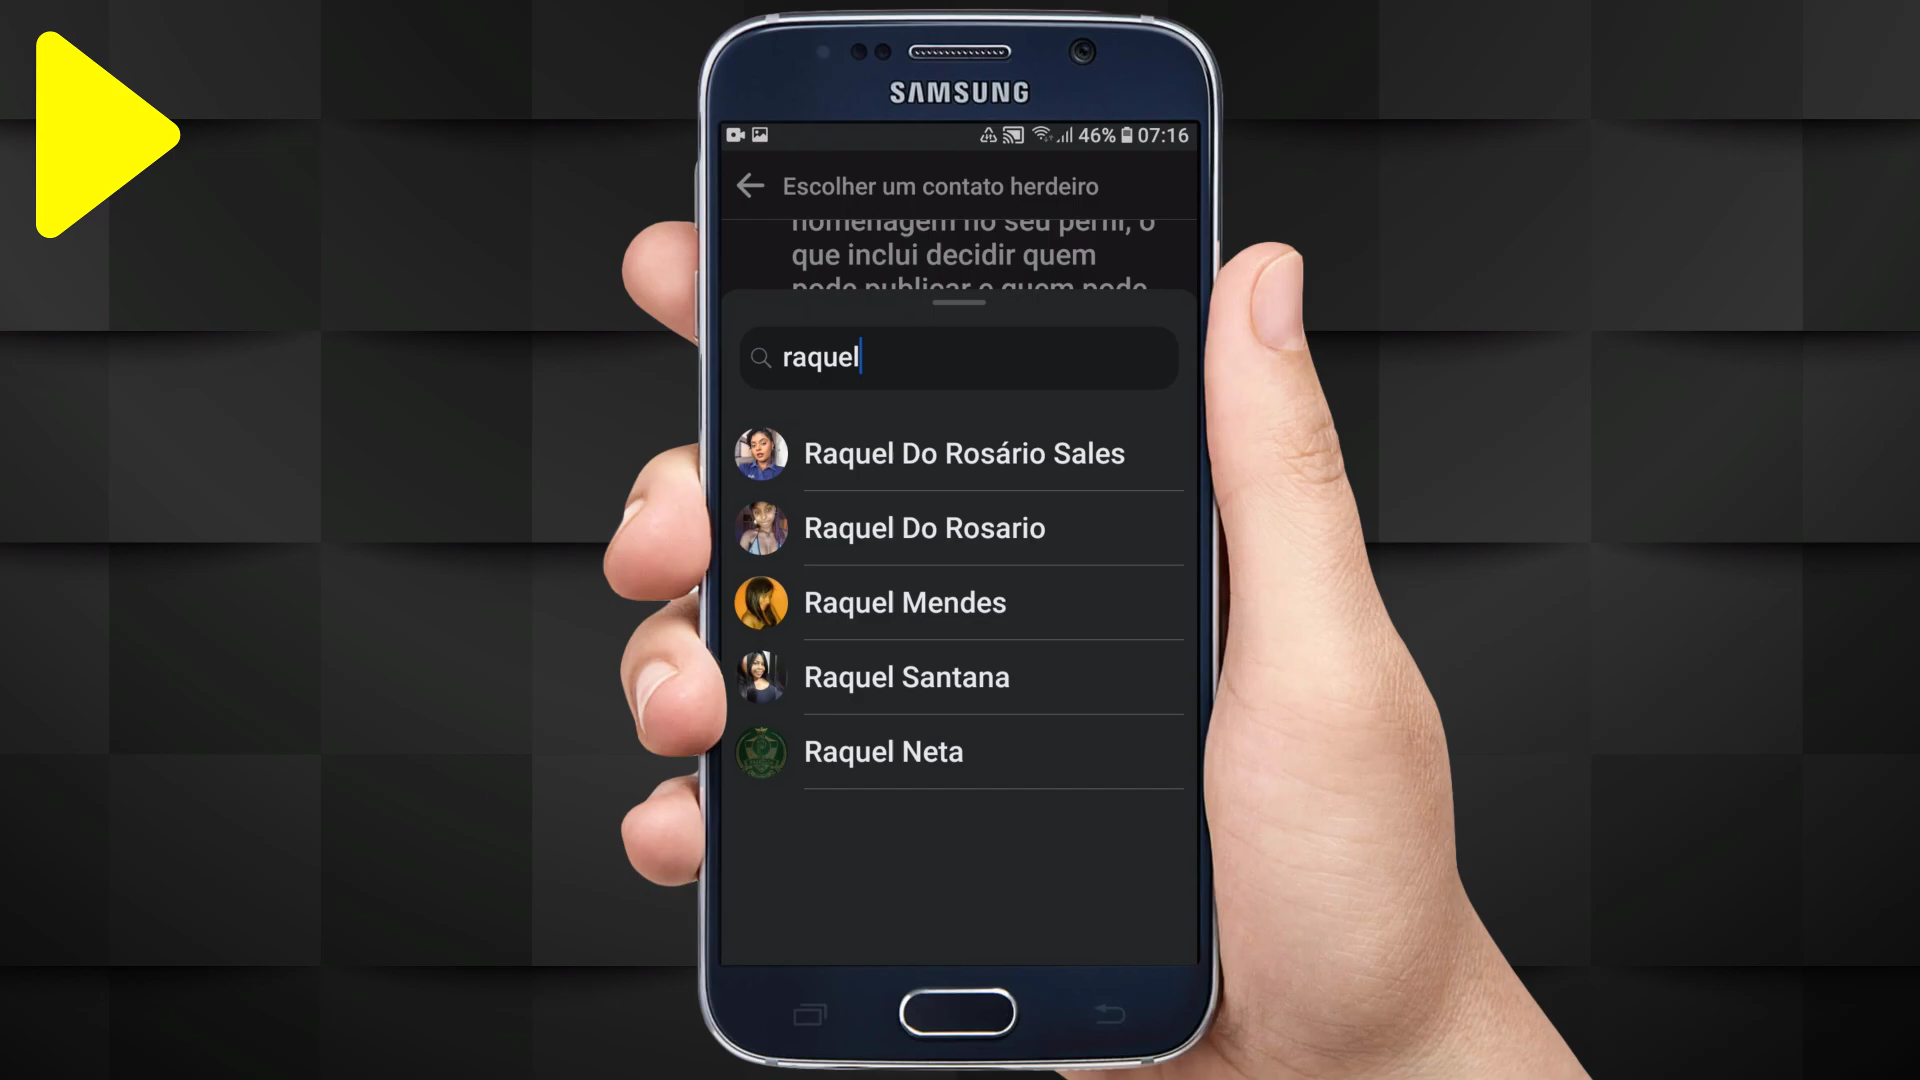 SAMSUNG
46% 07:16
Escolher um contato herdeiro
homenagem no seu perfil, o
que inclui decidir quem
pode publicar e quem pode
raquel
Raquel Do Rosário Sales
Raquel Do Rosario
Raquel Mendes
Raquel Santana
Raquel Neta